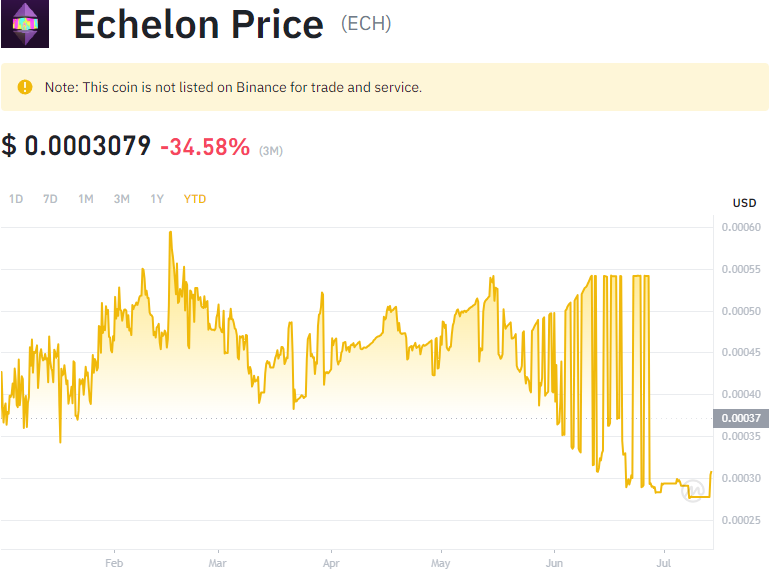 Echelon Price (ECH)
Note: This coin is not listed on Binance for trade and service.
$ 0.0003079 -34.58% (3M)
1D 7D 1M 3M 1Y YTD
USD
0.00060
0.00055
0.00050
0.00045
0.00040
0.00037
0.00035
0.00030
0.00025
Feb Mar Apr May Jun Jul